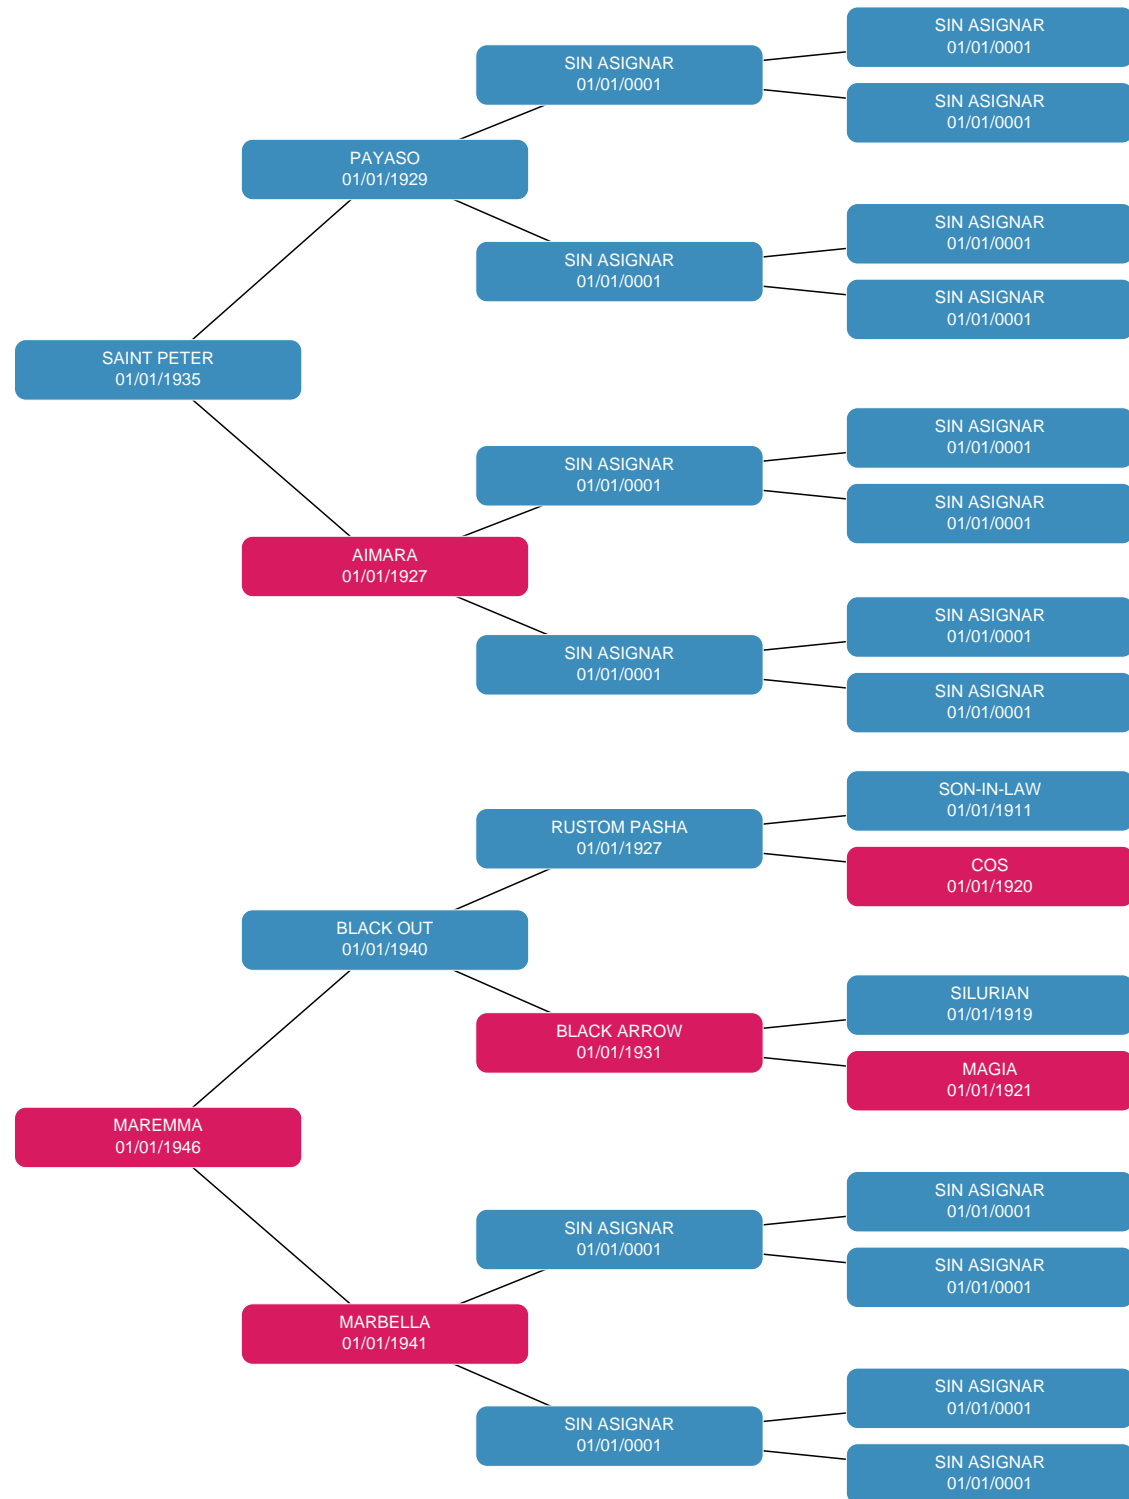 SIN ASIGNAR
01/01/0001
SIN ASIGNAR
01/01/0001
SIN ASIGNAR
01/01/0001
PAYASO
01/01/1929
SIN ASIGNAR
01/01/0001
SIN ASIGNAR
01/01/0001
SIN ASIGNAR
01/01/0001
SAINT PETER
01/01/1935
SIN ASIGNAR
01/01/0001
SIN ASIGNAR
01/01/0001
SIN ASIGNAR
01/01/0001
AIMARA
01/01/1927
SIN ASIGNAR
01/01/0001
SIN ASIGNAR
01/01/0001
SIN ASIGNAR
01/01/0001
SON-IN-LAW
01/01/1911
RUSTOM PASHA
01/01/1927
COS
01/01/1920
BLACK OUT
01/01/1940
SILURIAN
01/01/1919
BLACK ARROW
01/01/1931
MAGIA
01/01/1921
MAREMMA
01/01/1946
SIN ASIGNAR
01/01/0001
SIN ASIGNAR
01/01/0001
SIN ASIGNAR
01/01/0001
MARBELLA
01/01/1941
SIN ASIGNAR
01/01/0001
SIN ASIGNAR
01/01/0001
SIN ASIGNAR
01/01/0001